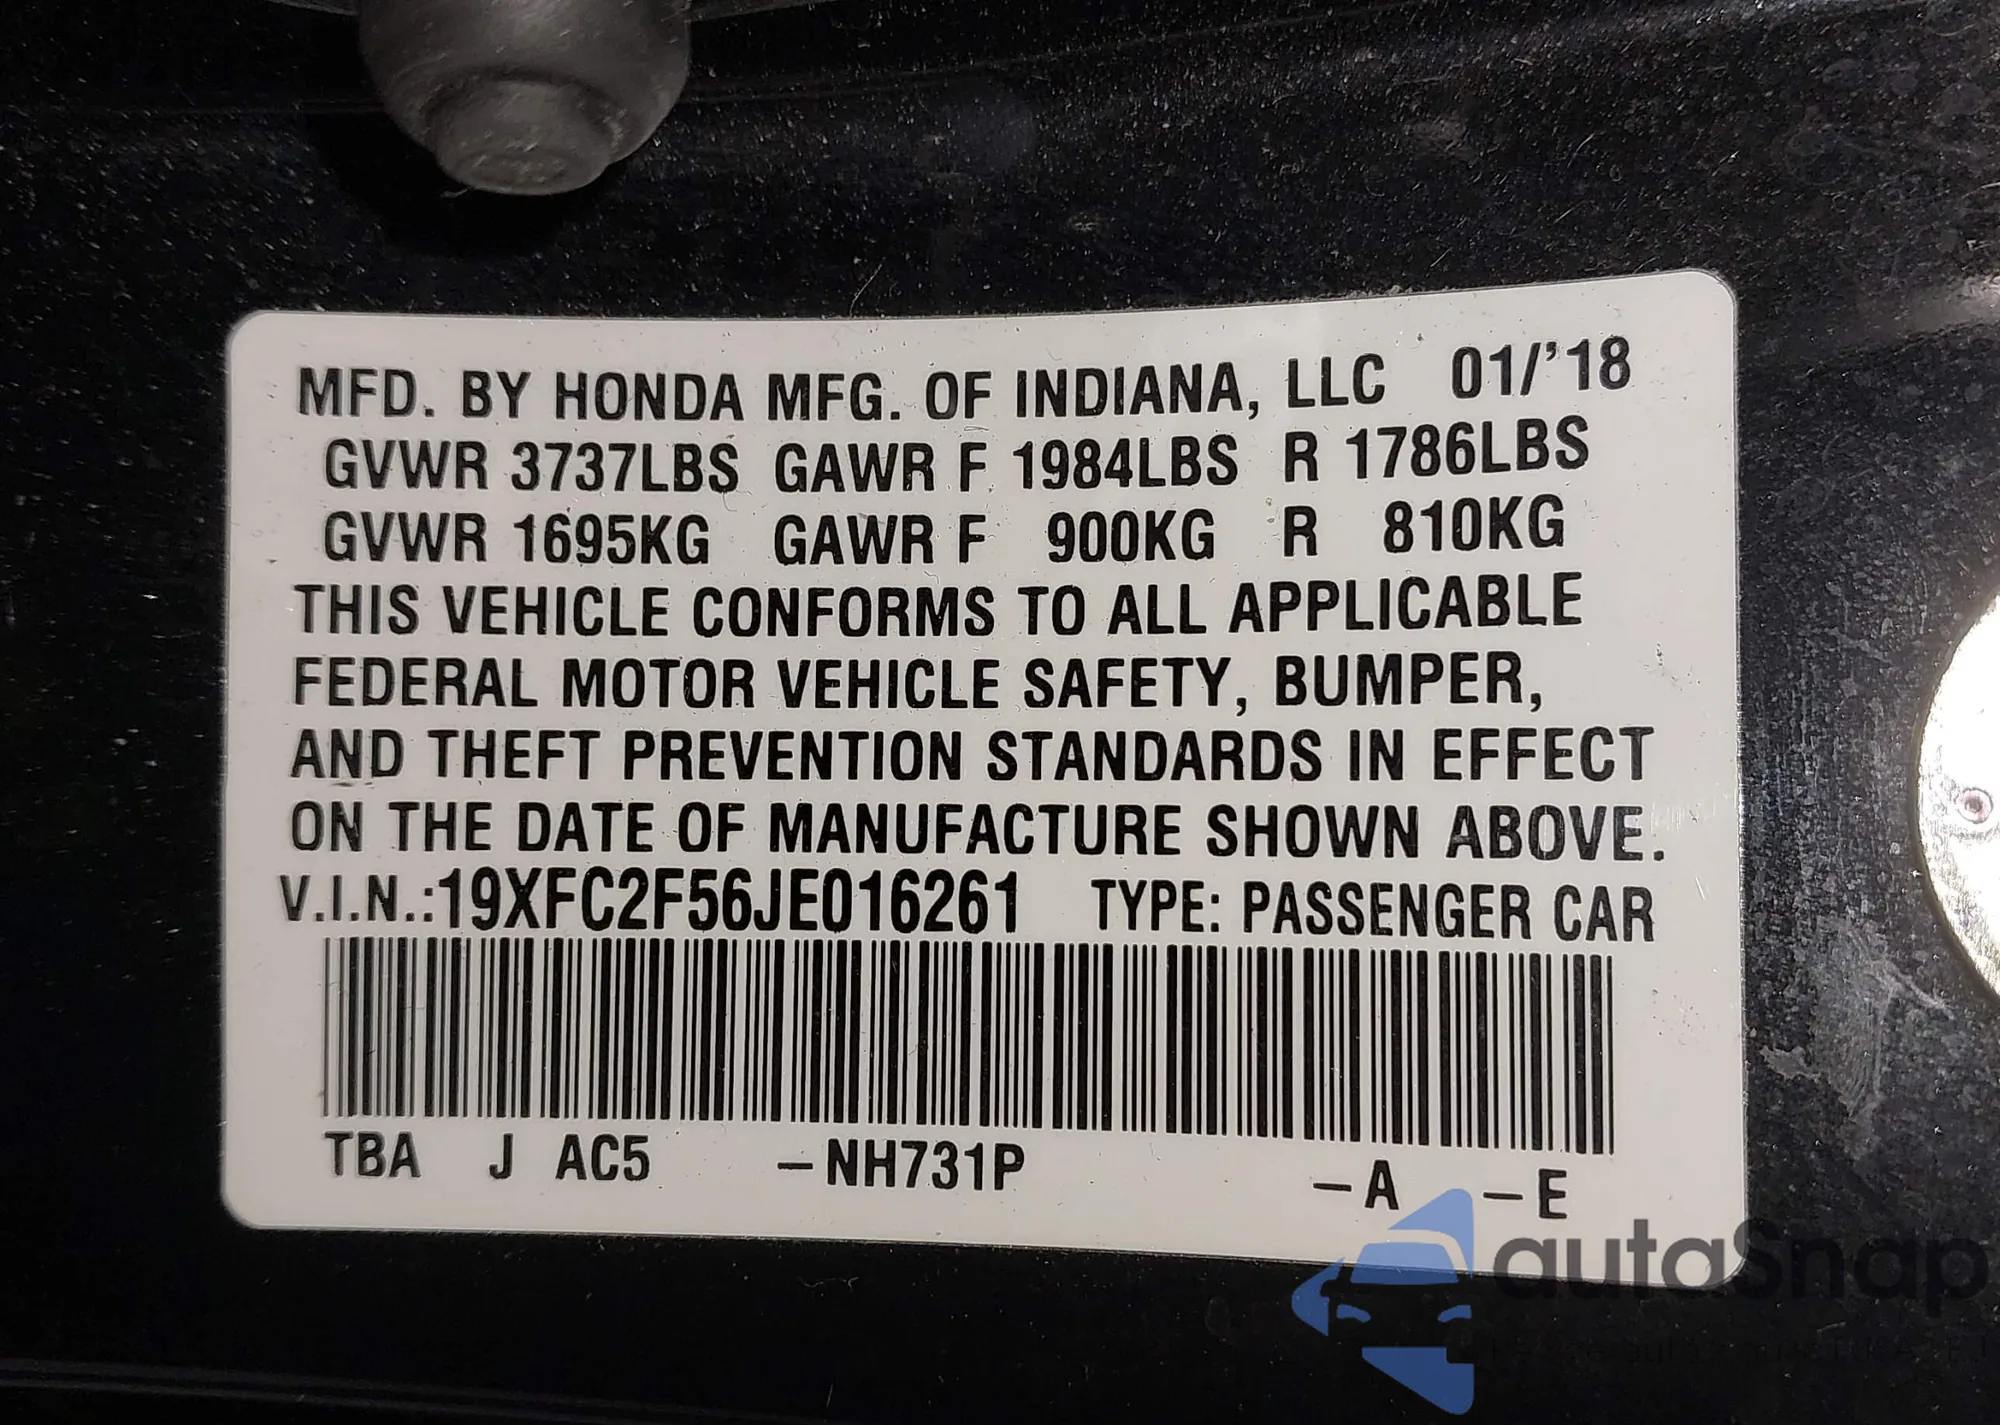 MFD. BY HONDA MFG. OF INDIANA, LLC 01/'18
GVWR 3737LBS GAWR F 1984LBS R 1786LBS
GVWR 1695KG GAWR F 900KG R 810KG
THIS VEHICLE CONFORMS TO ALL APPLICABLE
FEDERAL MOTOR VEHICLE SAFETY, BUMPER,
AND THEFT PREVENTION STANDARDS IN EFFECT
ON THE DATE OF MANUFACTURE SHOWN ABOVE.
V.I.N.:19XFC2F56JE016261 TYPE: PASSENGER CAR
TBA J AC5 –NH731P –A –E
autaSnap